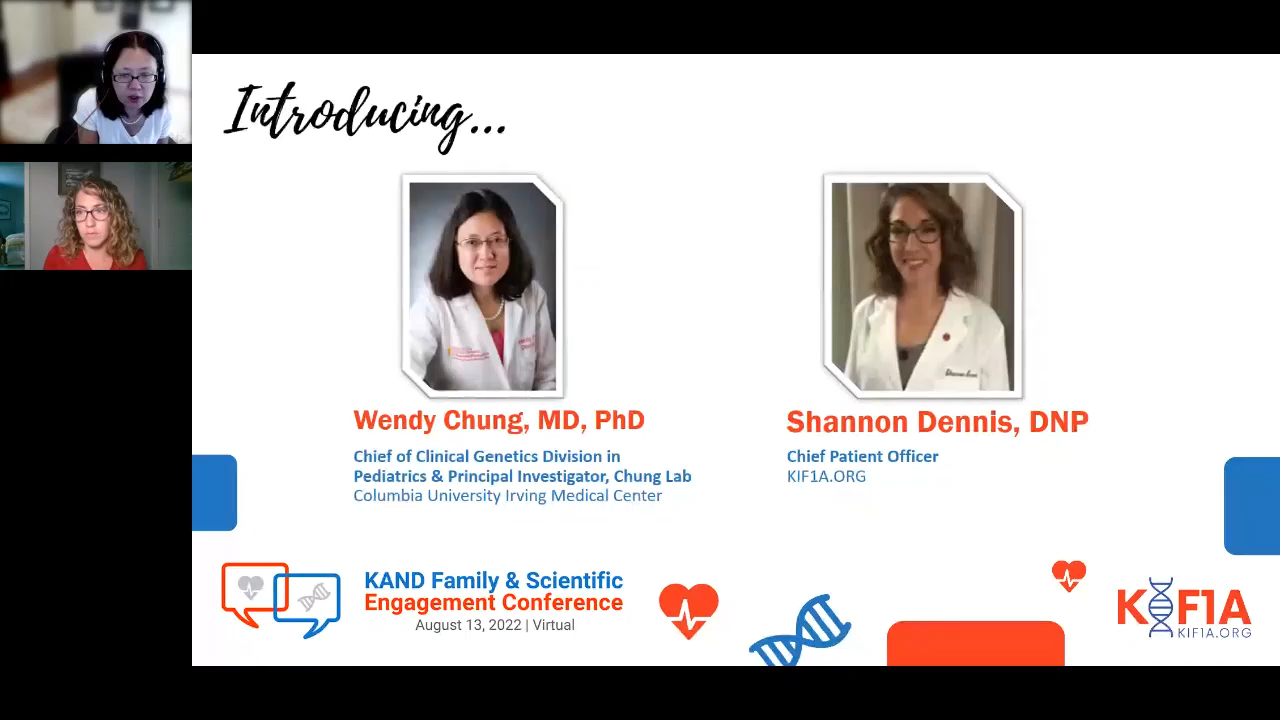 Introducing...
Wendy Chung, MD, PhD
Chief of Clinical Genetics Division in
Pediatrics & Principal Investigator, Chung Lab
Columbia University Irving Medical Center
Shannon Dennis, DNP
Chief Patient Officer
KIF1A.ORG
KAND Family & Scientific
Engagement Conference
August 13, 2022 | Virtual
KIF1A
KIF1A.ORG